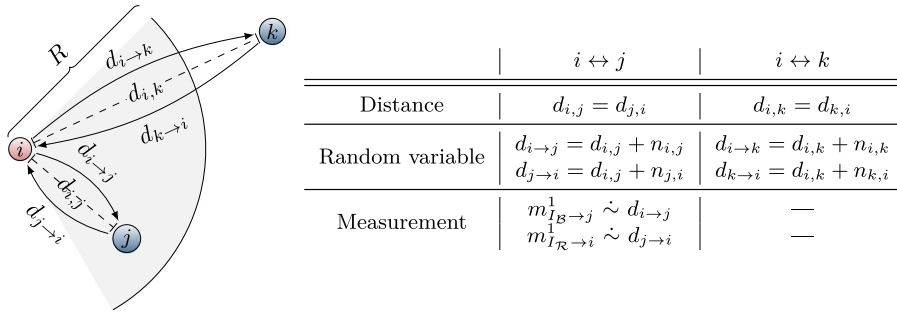 R
k
d_{i→k}
d_{i,k}
d_{k→i}
i
d_{i→j}
d_{i,j}
d_{j→i}
j
i ↔ j i ↔ k
Distance d_{i,j} = d_{j,i} d_{i,k} = d_{k,i}
Random variable
d_{i→j} = d_{i,j} + n_{i,j} d_{i→k} = d_{i,k} + n_{i,k}
d_{j→i} = d_{i,j} + n_{j,i} d_{k→i} = d_{i,k} + n_{k,i}
Measurement
m^1_{I_ℬ→j} ∼̇ d_{i→j} —
m^1_{I_ℛ→i} ∼̇ d_{j→i} —